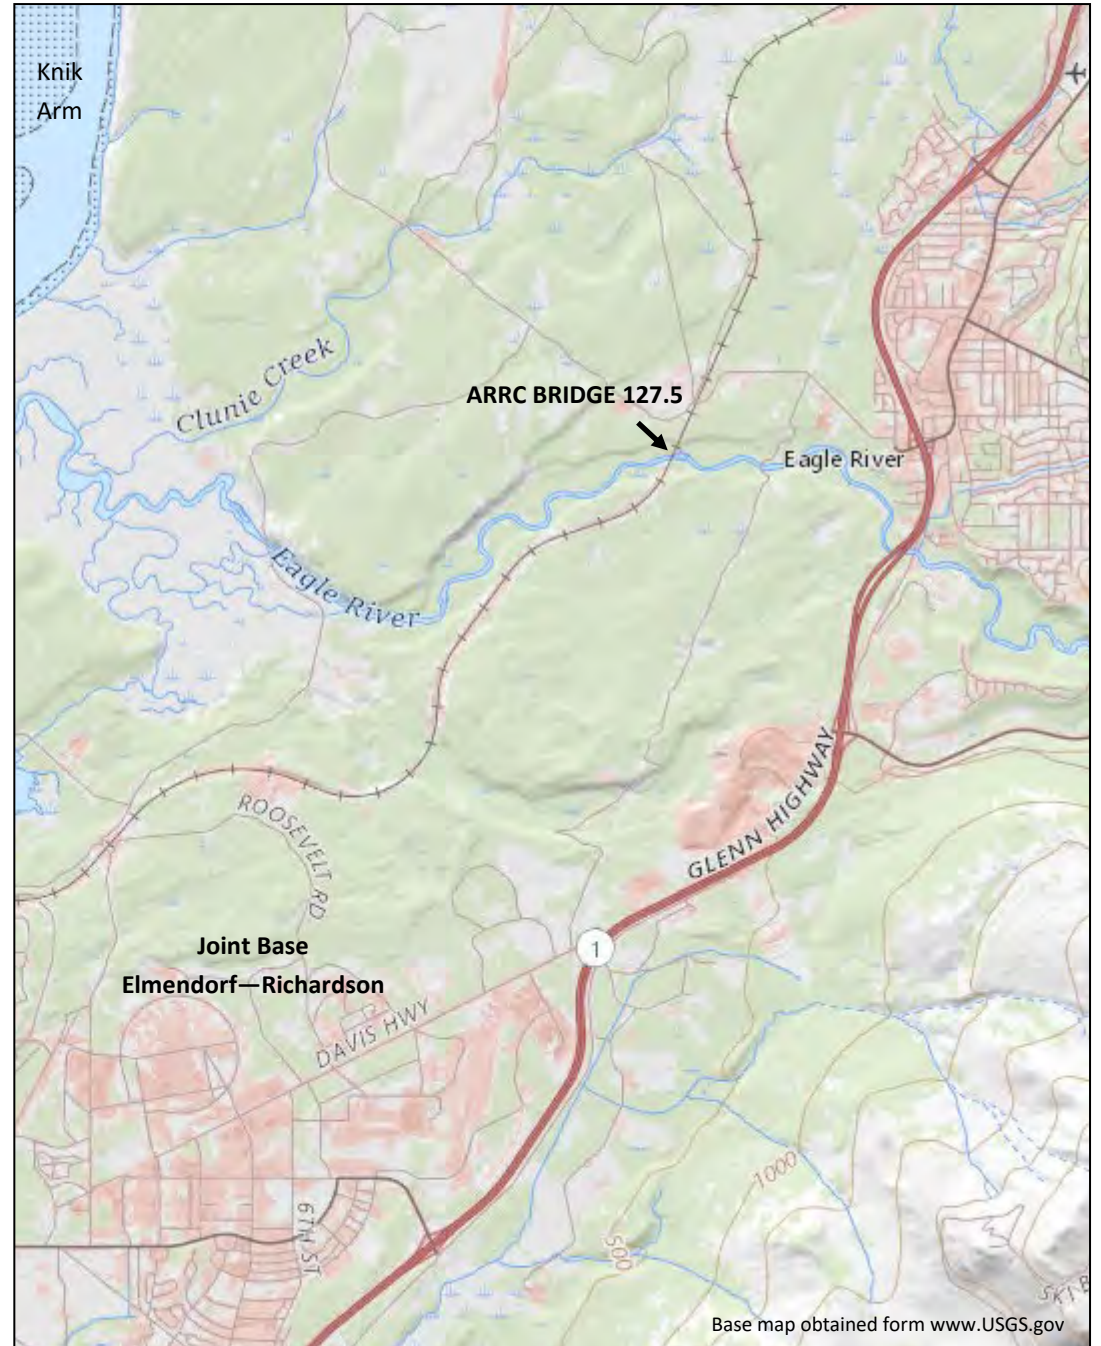 Knik
Arm
Clunie Creek
ARRC BRIDGE 127.5
Eagle River
Eagle River
GLENN HIGHWAY
ROOSEVELT RD
Joint Base
Elmendorf—Richardson
1
DAVIS HWY
1000
6TH ST
500
SKI B
Base map obtained form www.USGS.gov